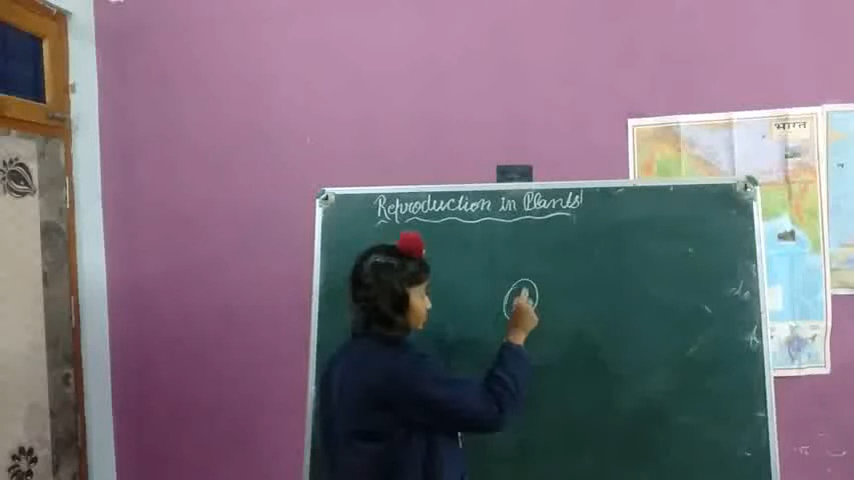 Reproduction in Plants
भारत